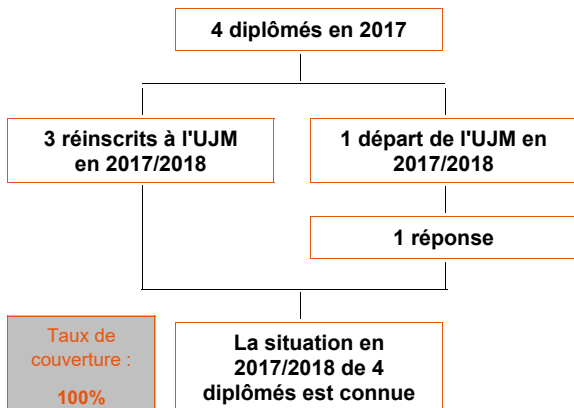 4 diplômés en 2017
3 réinscrits à l'UJM
en 2017/2018
1 départ de l'UJM en
2017/2018
1 réponse
Taux de
couverture :
100%
La situation en
2017/2018 de 4
diplômés est connue